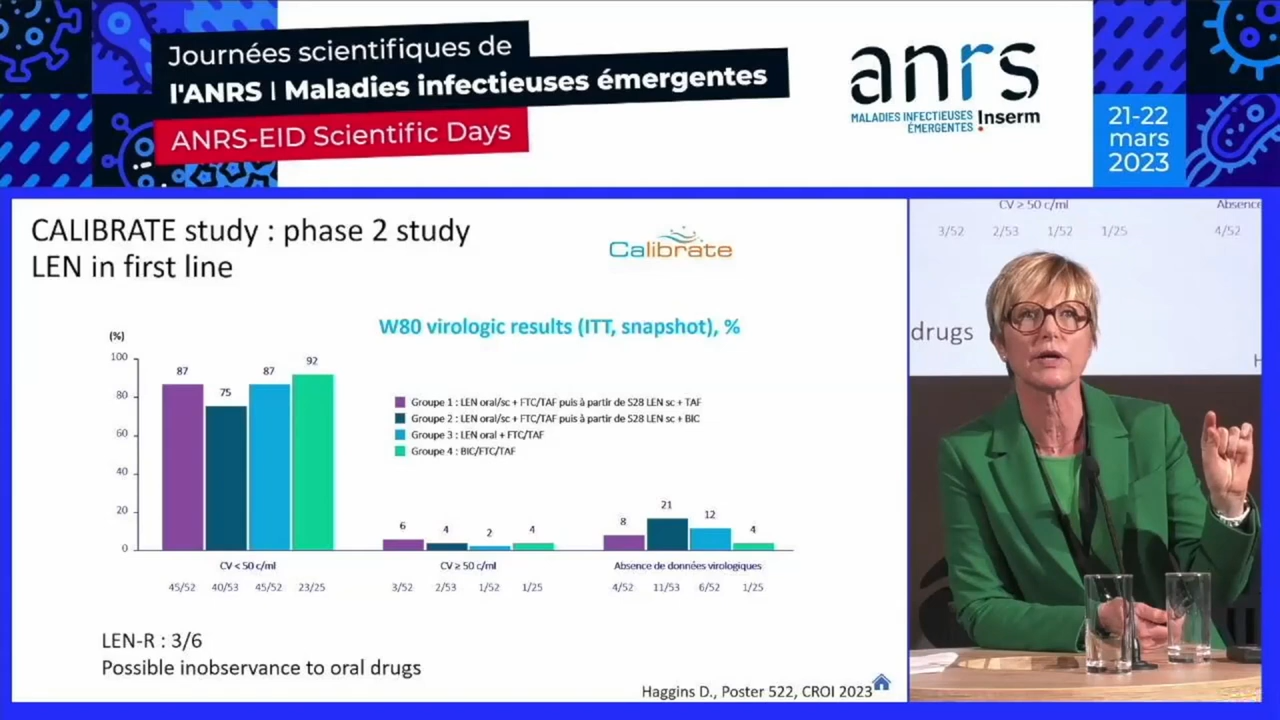 Journées scientifiques de
l'ANRS | Maladies infectieuses émergentes
ANRS-EID Scientific Days
anrs
MALADIES INFECTIEUSES
ÉMERGENTES
Inserm
21-22
mars
2023
CALIBRATE study : phase 2 study
LEN in first line
Calibrate
W80 virologic results (ITT, snapshot), %
(%)
100
80
60
40
20
0
87
75
87
92
6
4
2
4
8
21
12
4
Groupe 1 : LEN oral/sc + FTC/TAF puis à partir de S28 LEN sc + TAF
Groupe 2 : LEN oral/sc + FTC/TAF puis à partir de S28 LEN sc + BIC
Groupe 3 : LEN oral + FTC/TAF
Groupe 4 : BIC/FTC/TAF
CV < 50 c/ml
CV ≥ 50 c/ml
Absence de données virologiques
45/52 40/53 45/52 23/25
3/52 2/53 1/52 1/25
4/52 11/53 6/52 1/25
LEN-R : 3/6
Possible inobservance to oral drugs
Haggins D., Poster 522, CROI 2023
CV ≥ 50 c/ml
Absence
3/52 2/53 1/52 1/25 4/52
drugs
H